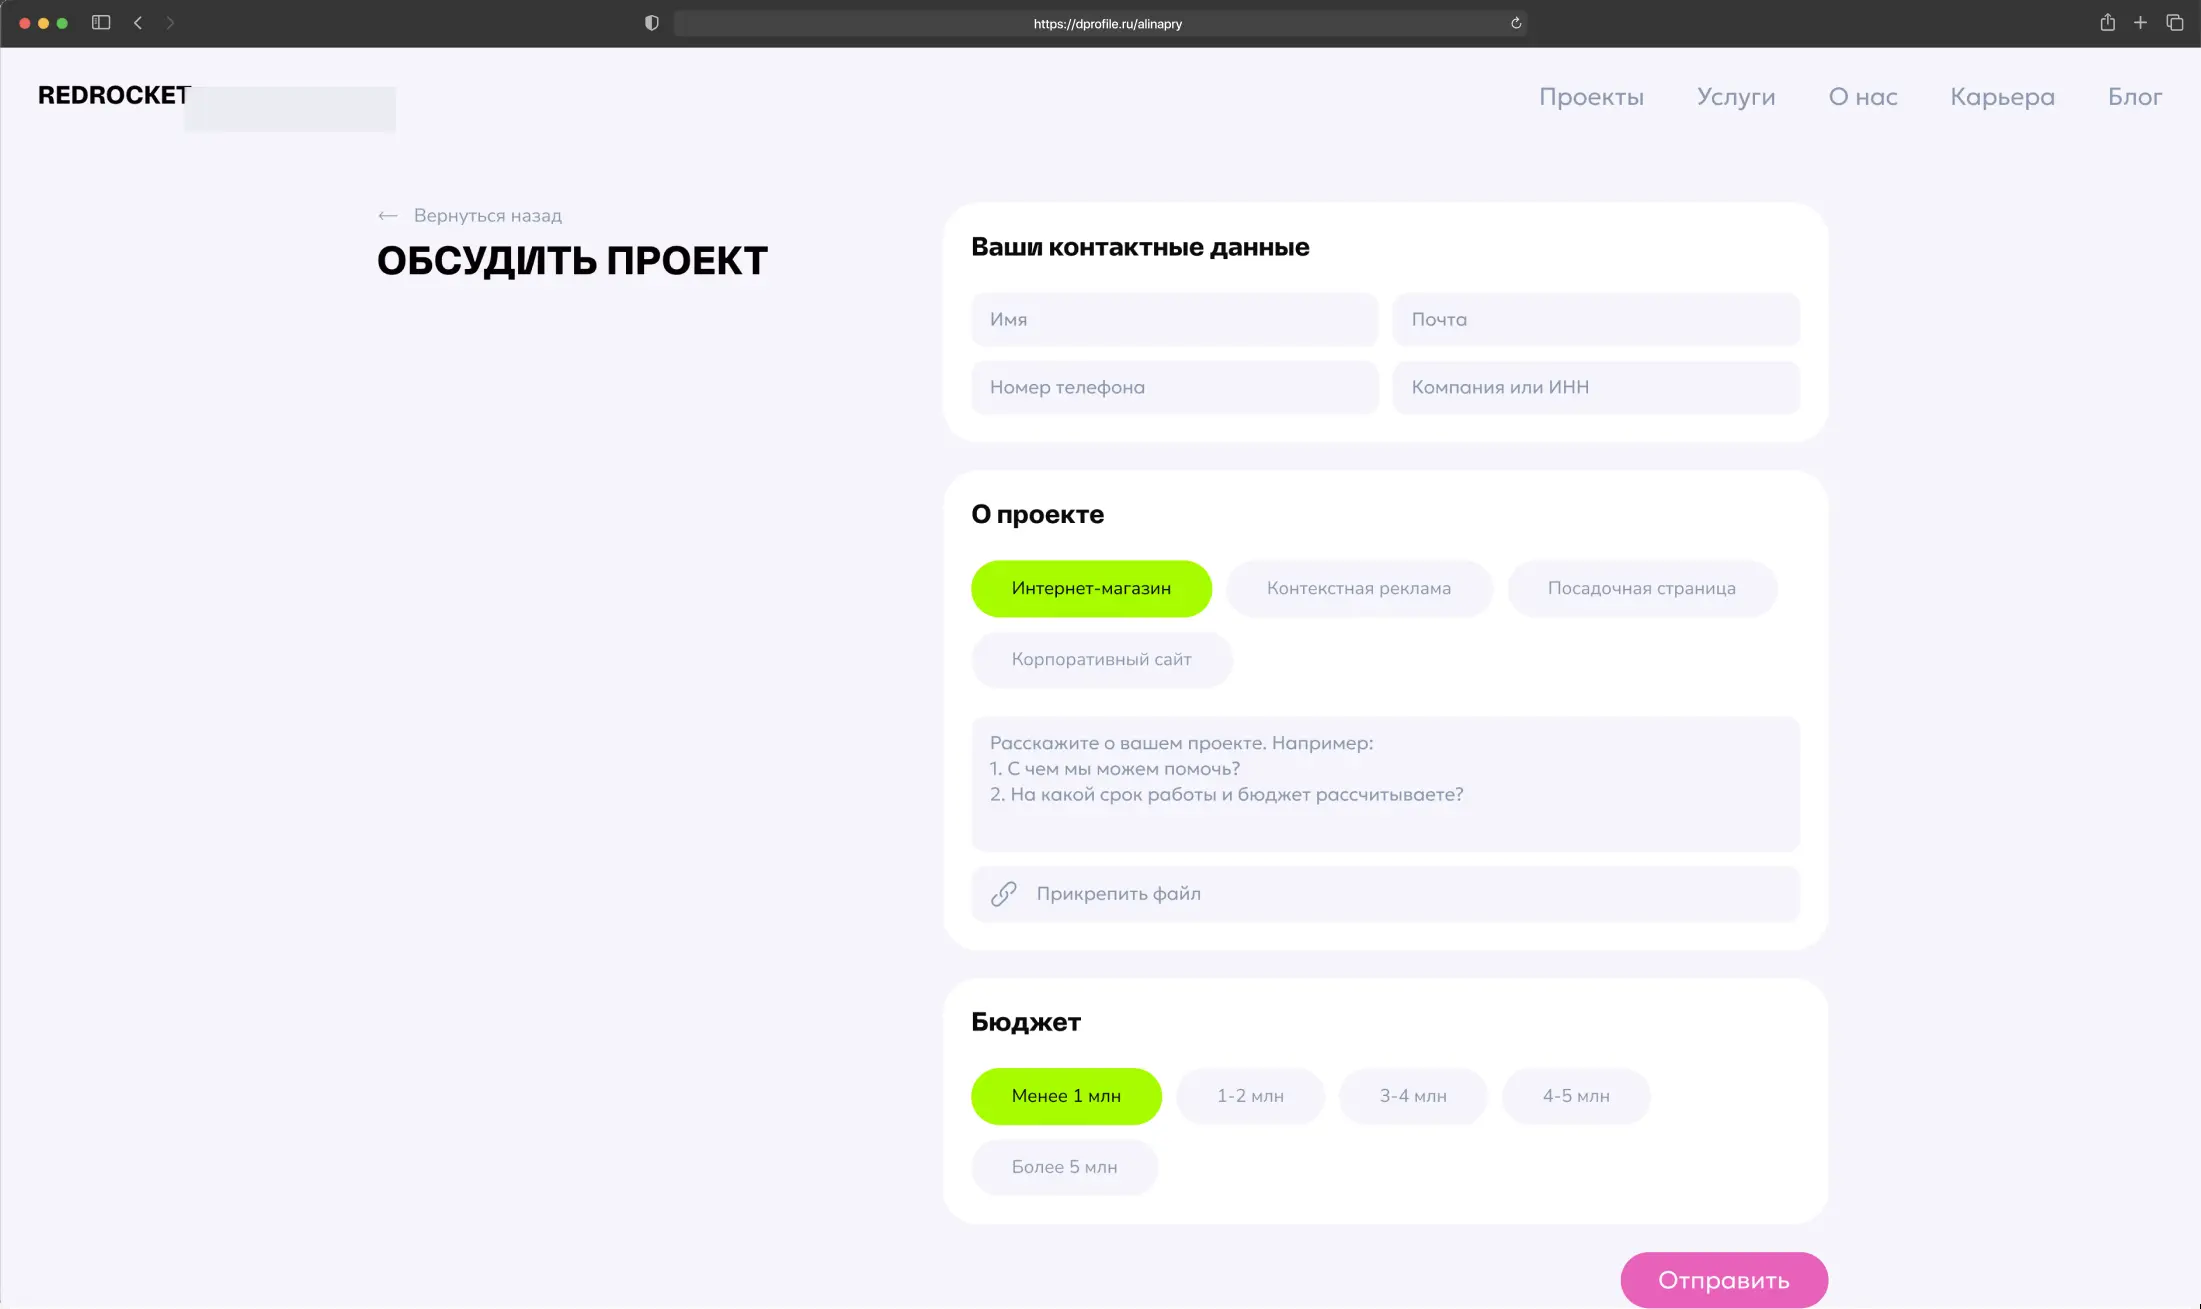 https://dprofile.ru/alinapry
REDROCKET
Проекты Услуги О нас Карьера Блог
← Вернуться назад
ОБСУДИТЬ ПРОЕКТ
Ваши контактные данные
Имя Почта
Номер телефона Компания или ИНН
О проекте
Интернет-магазин Контекстная реклама Посадочная страница
Корпоративный сайт
Расскажите о вашем проекте. Например:
1. С чем мы можем помочь?
2. На какой срок работы и бюджет рассчитываете?
Прикрепить файл
Бюджет
Менее 1 млн 1-2 млн 3-4 млн 4-5 млн
Более 5 млн
Отправить